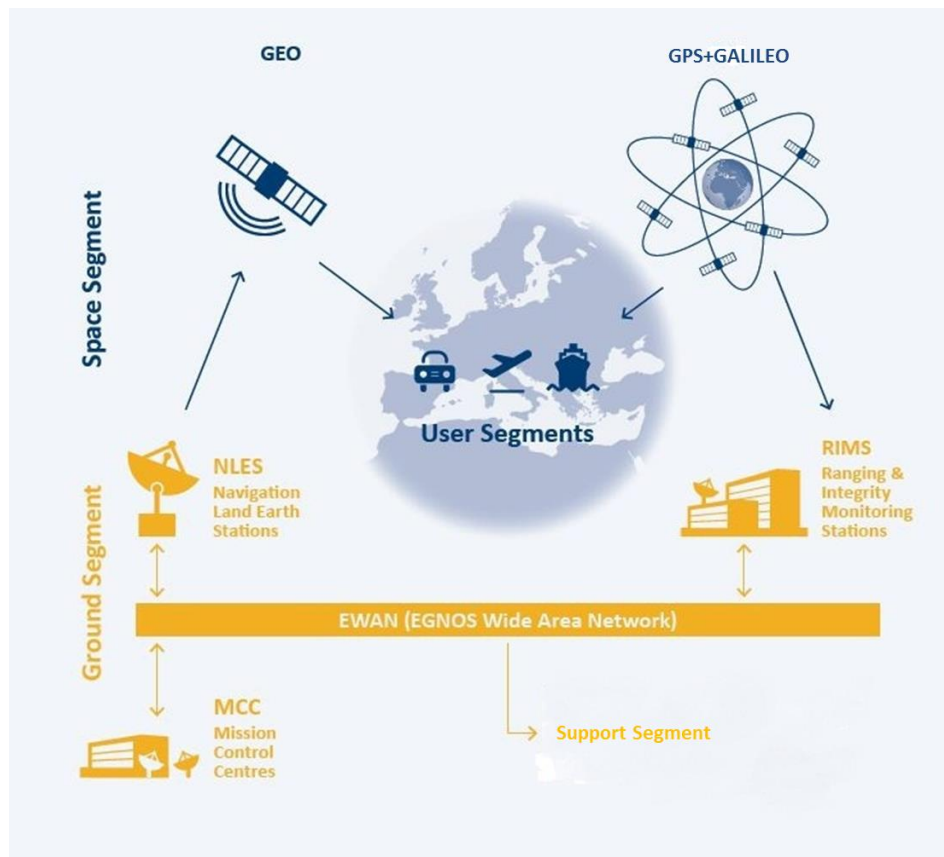 GEO
GPS+GALILEO
Space Segment
User Segments
NLES
Navigation
Land Earth
Stations
RIMS
Ranging &
Integrity
Monitoring
Stations
Ground Segment
EWAN (EGNOS Wide Area Network)
MCC
Mission
Control
Centres
Support Segment